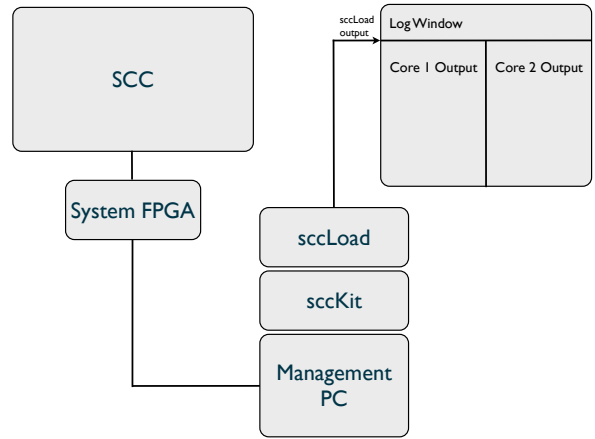 SCC
System FPGA
sccLoad
output
Log Window
Core 1 Output
Core 2 Output
sccLoad
sccKit
Management
PC